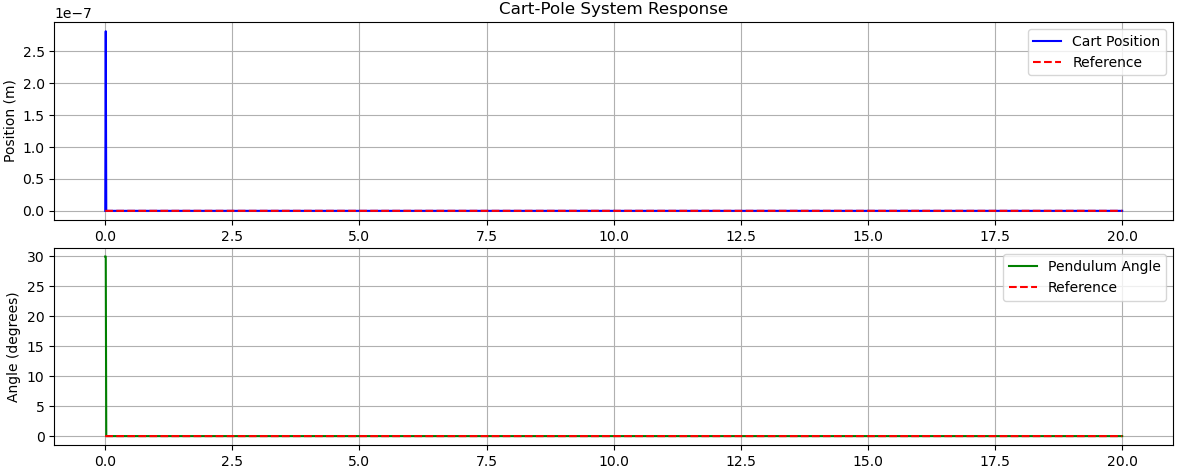 Cart-Pole System Response
1e−7
Position (m)
2.5
2.0
1.5
1.0
0.5
0.0
Cart Position
Reference
0.0 2.5 5.0 7.5 10.0 12.5 15.0 17.5 20.0
Angle (degrees)
30
25
20
15
10
5
0
Pendulum Angle
Reference
0.0 2.5 5.0 7.5 10.0 12.5 15.0 17.5 20.0